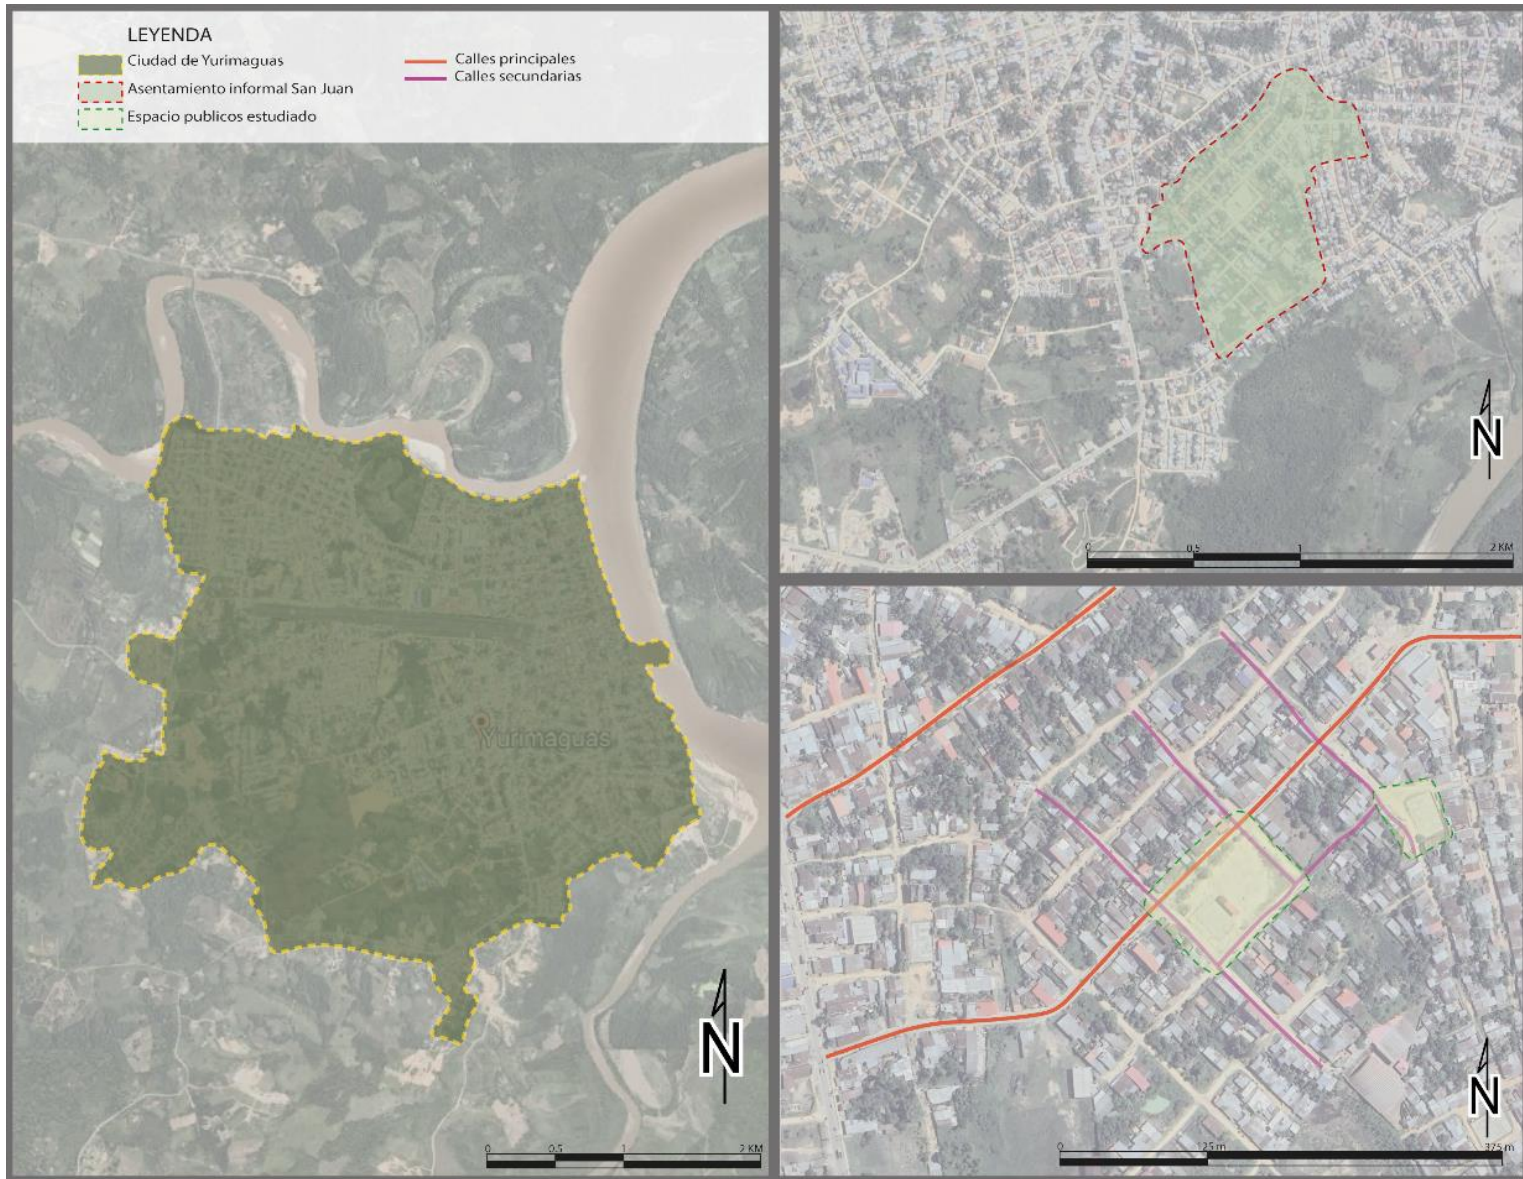 LEYENDA
Ciudad de Yurimaguas
Asentamiento informal San Juan
Espacio publicos estudiado
Calles principales
Calles secundarias
Yurimaguas
N
0 0,5 1 2 KM
N
0 0,5 1 2 KM
N
0 125 m 375 m